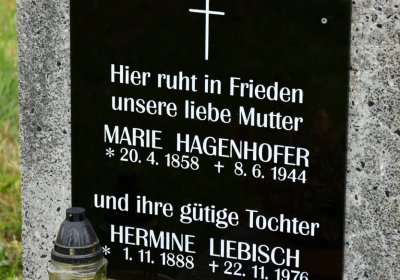 Hier ruht in Frieden
unsere liebe Mutter
MARIE HAGENHOFER
* 20. 4. 1858 + 8. 6. 1944
und ihre gütige Tochter
HERMINE LIEBISCH
* 1. 11. 1888 + 22. 11. 1976